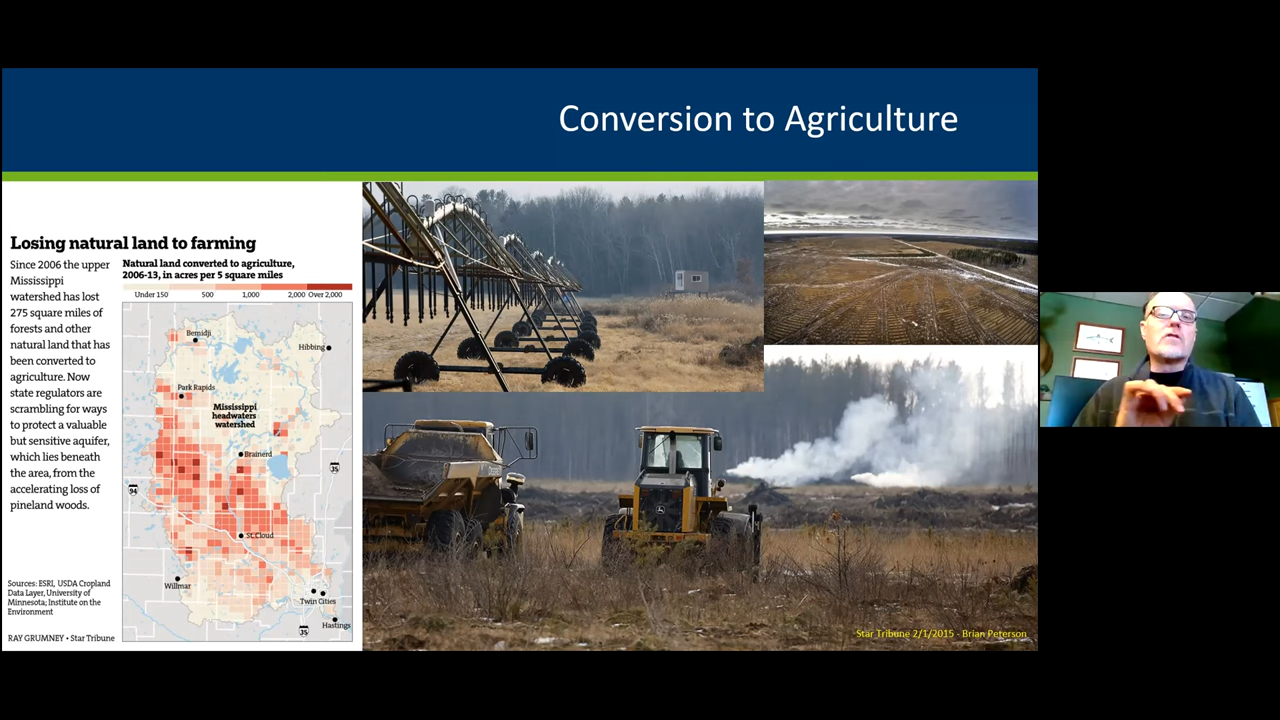 Conversion to Agriculture
Losing natural land to farming
Since 2006 the upper
Mississippi
watershed has lost
275 square miles of
forests and other
natural land that has
been converted to
agriculture. Now
state regulators are
scrambling for ways
to protect a valuable
but sensitive aquifer,
which lies beneath
the area, from the
accelerating loss of
pineland woods.
Natural land converted to agriculture,
2006-13, in acres per 5 square miles
Under 150 500 1,000 2,000 Over 2,000
Bemidji
Hibbing
Park Rapids
Mississippi
headwaters
watershed
Brainerd
35
94
St. Cloud
Willmar
Twin Cities
Hastings
35
Sources: ESRI, USDA Cropland
Data Layer, University of
Minnesota; Institute on the
Environment
RAY GRUMNEY • Star Tribune
Star Tribune 2/1/2015 - Brian Peterson